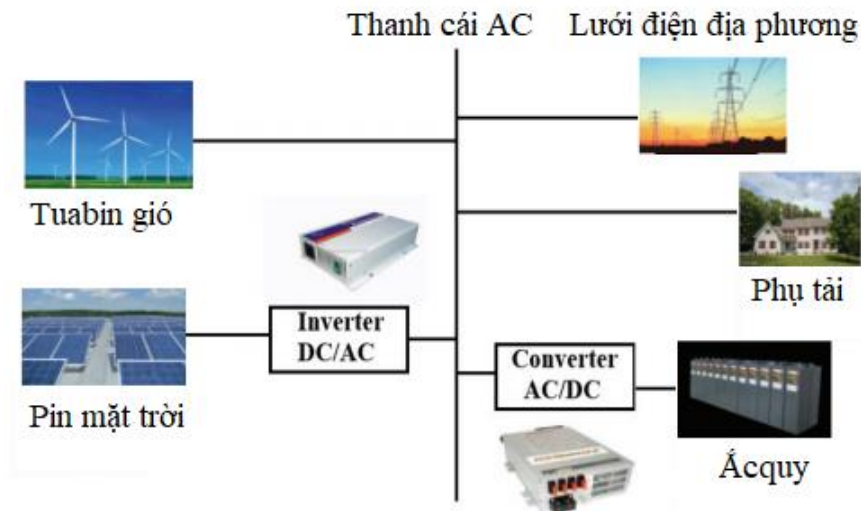 Thanh cái AC
Lưới điện địa phương
Tuabin gió
Phụ tải
Inverter
DC/AC
Converter
AC/DC
Pin mặt trời
Ắcquy